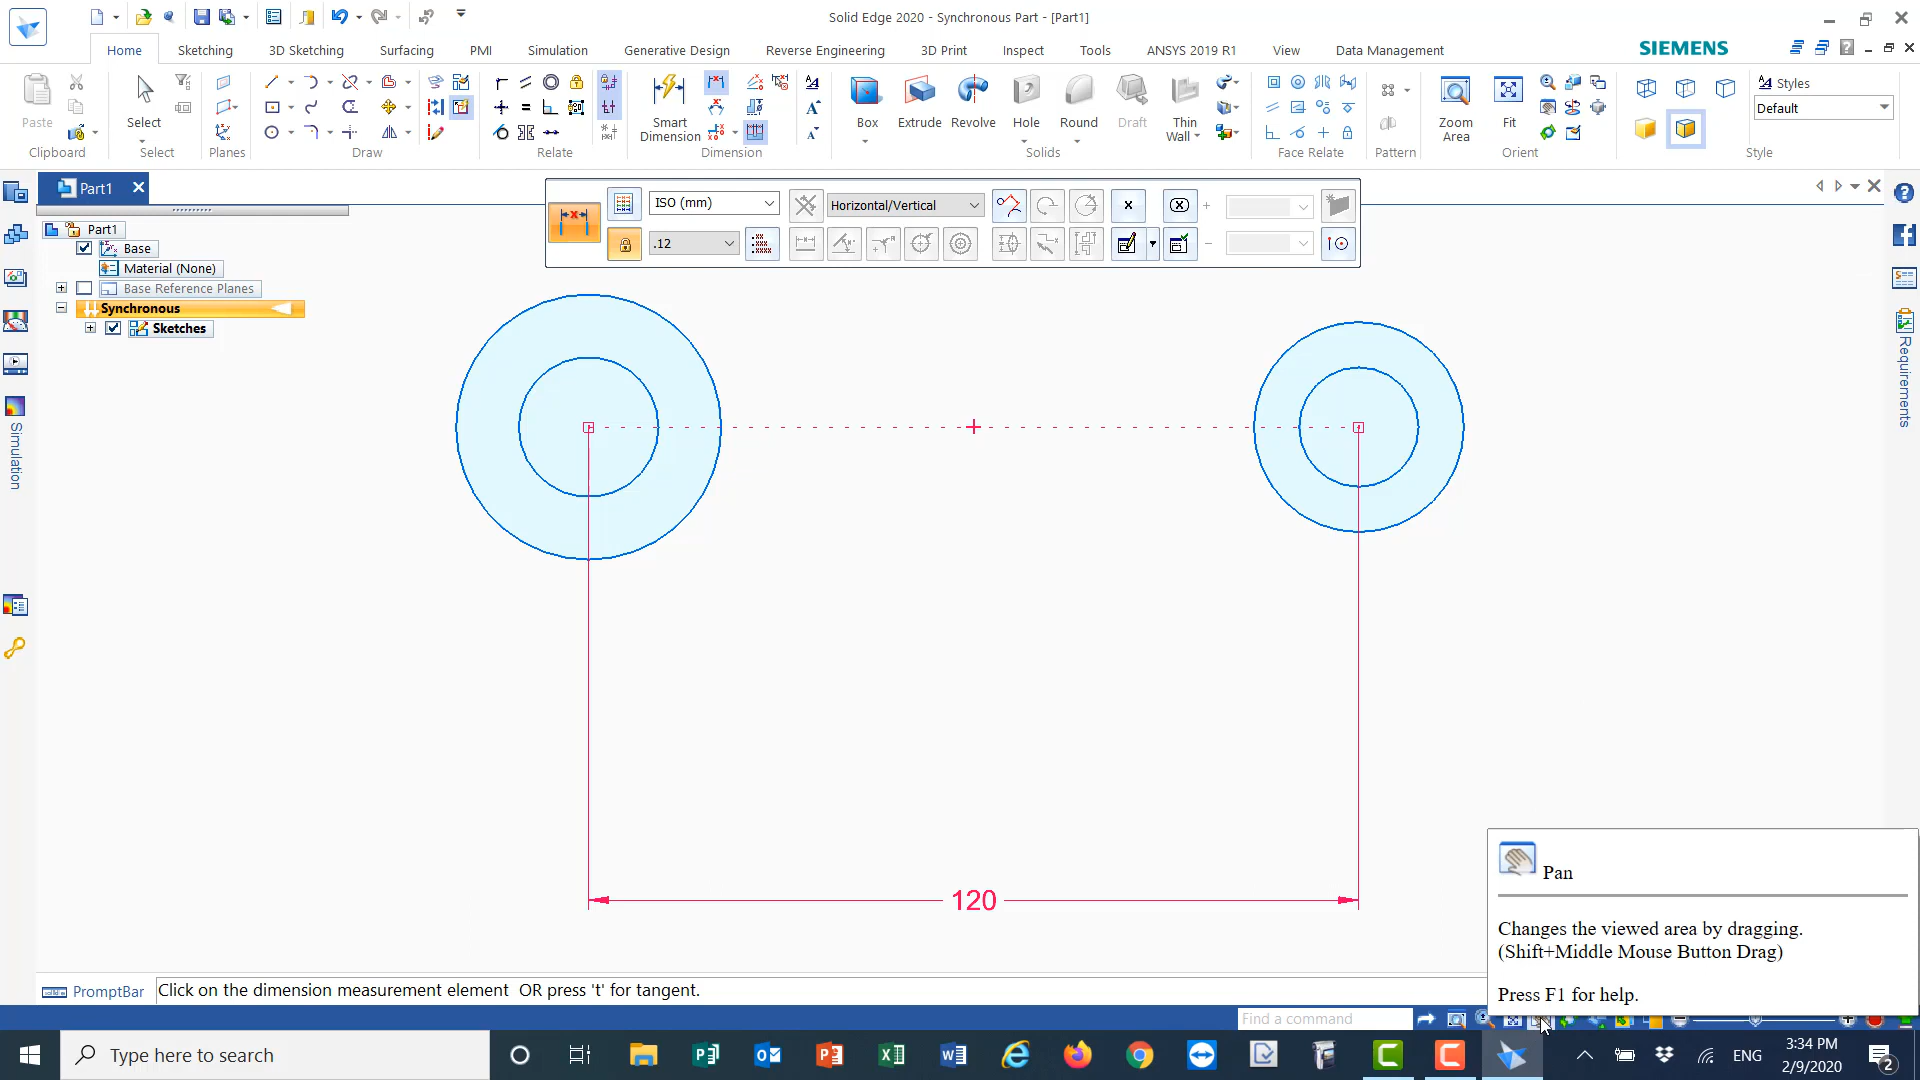 Solid Edge 2020 - Synchronous Part - [Part1]
Home
Sketching
3D Sketching
Surfacing
PMI
Simulation
Generative Design
Reverse Engineering
3D Print
Inspect
Tools
ANSYS 2019 R1
View
Data Management
SIEMENS
Paste
Clipboard
Select
Select
Planes
Draw
Relate
Smart
Dimension
Dimension
Box
Extrude
Revolve
Hole
Round
Draft
Thin
Wall
Solids
Face Relate
Pattern
Zoom
Area
Fit
Orient
Styles
Default
Style
Part1
ISO (mm)
Horizontal/Vertical
.12
Part1
Base
Material (None)
Base Reference Planes
Synchronous
Sketches
Simulation
Requirements
120
Pan
Changes the viewed area by dragging.
(Shift+Middle Mouse Button Drag)
Press F1 for help.
PromptBar
Click on the dimension measurement element OR press 't' for tangent.
Find a command
Type here to search
ENG
3:34 PM
2/9/2020
2